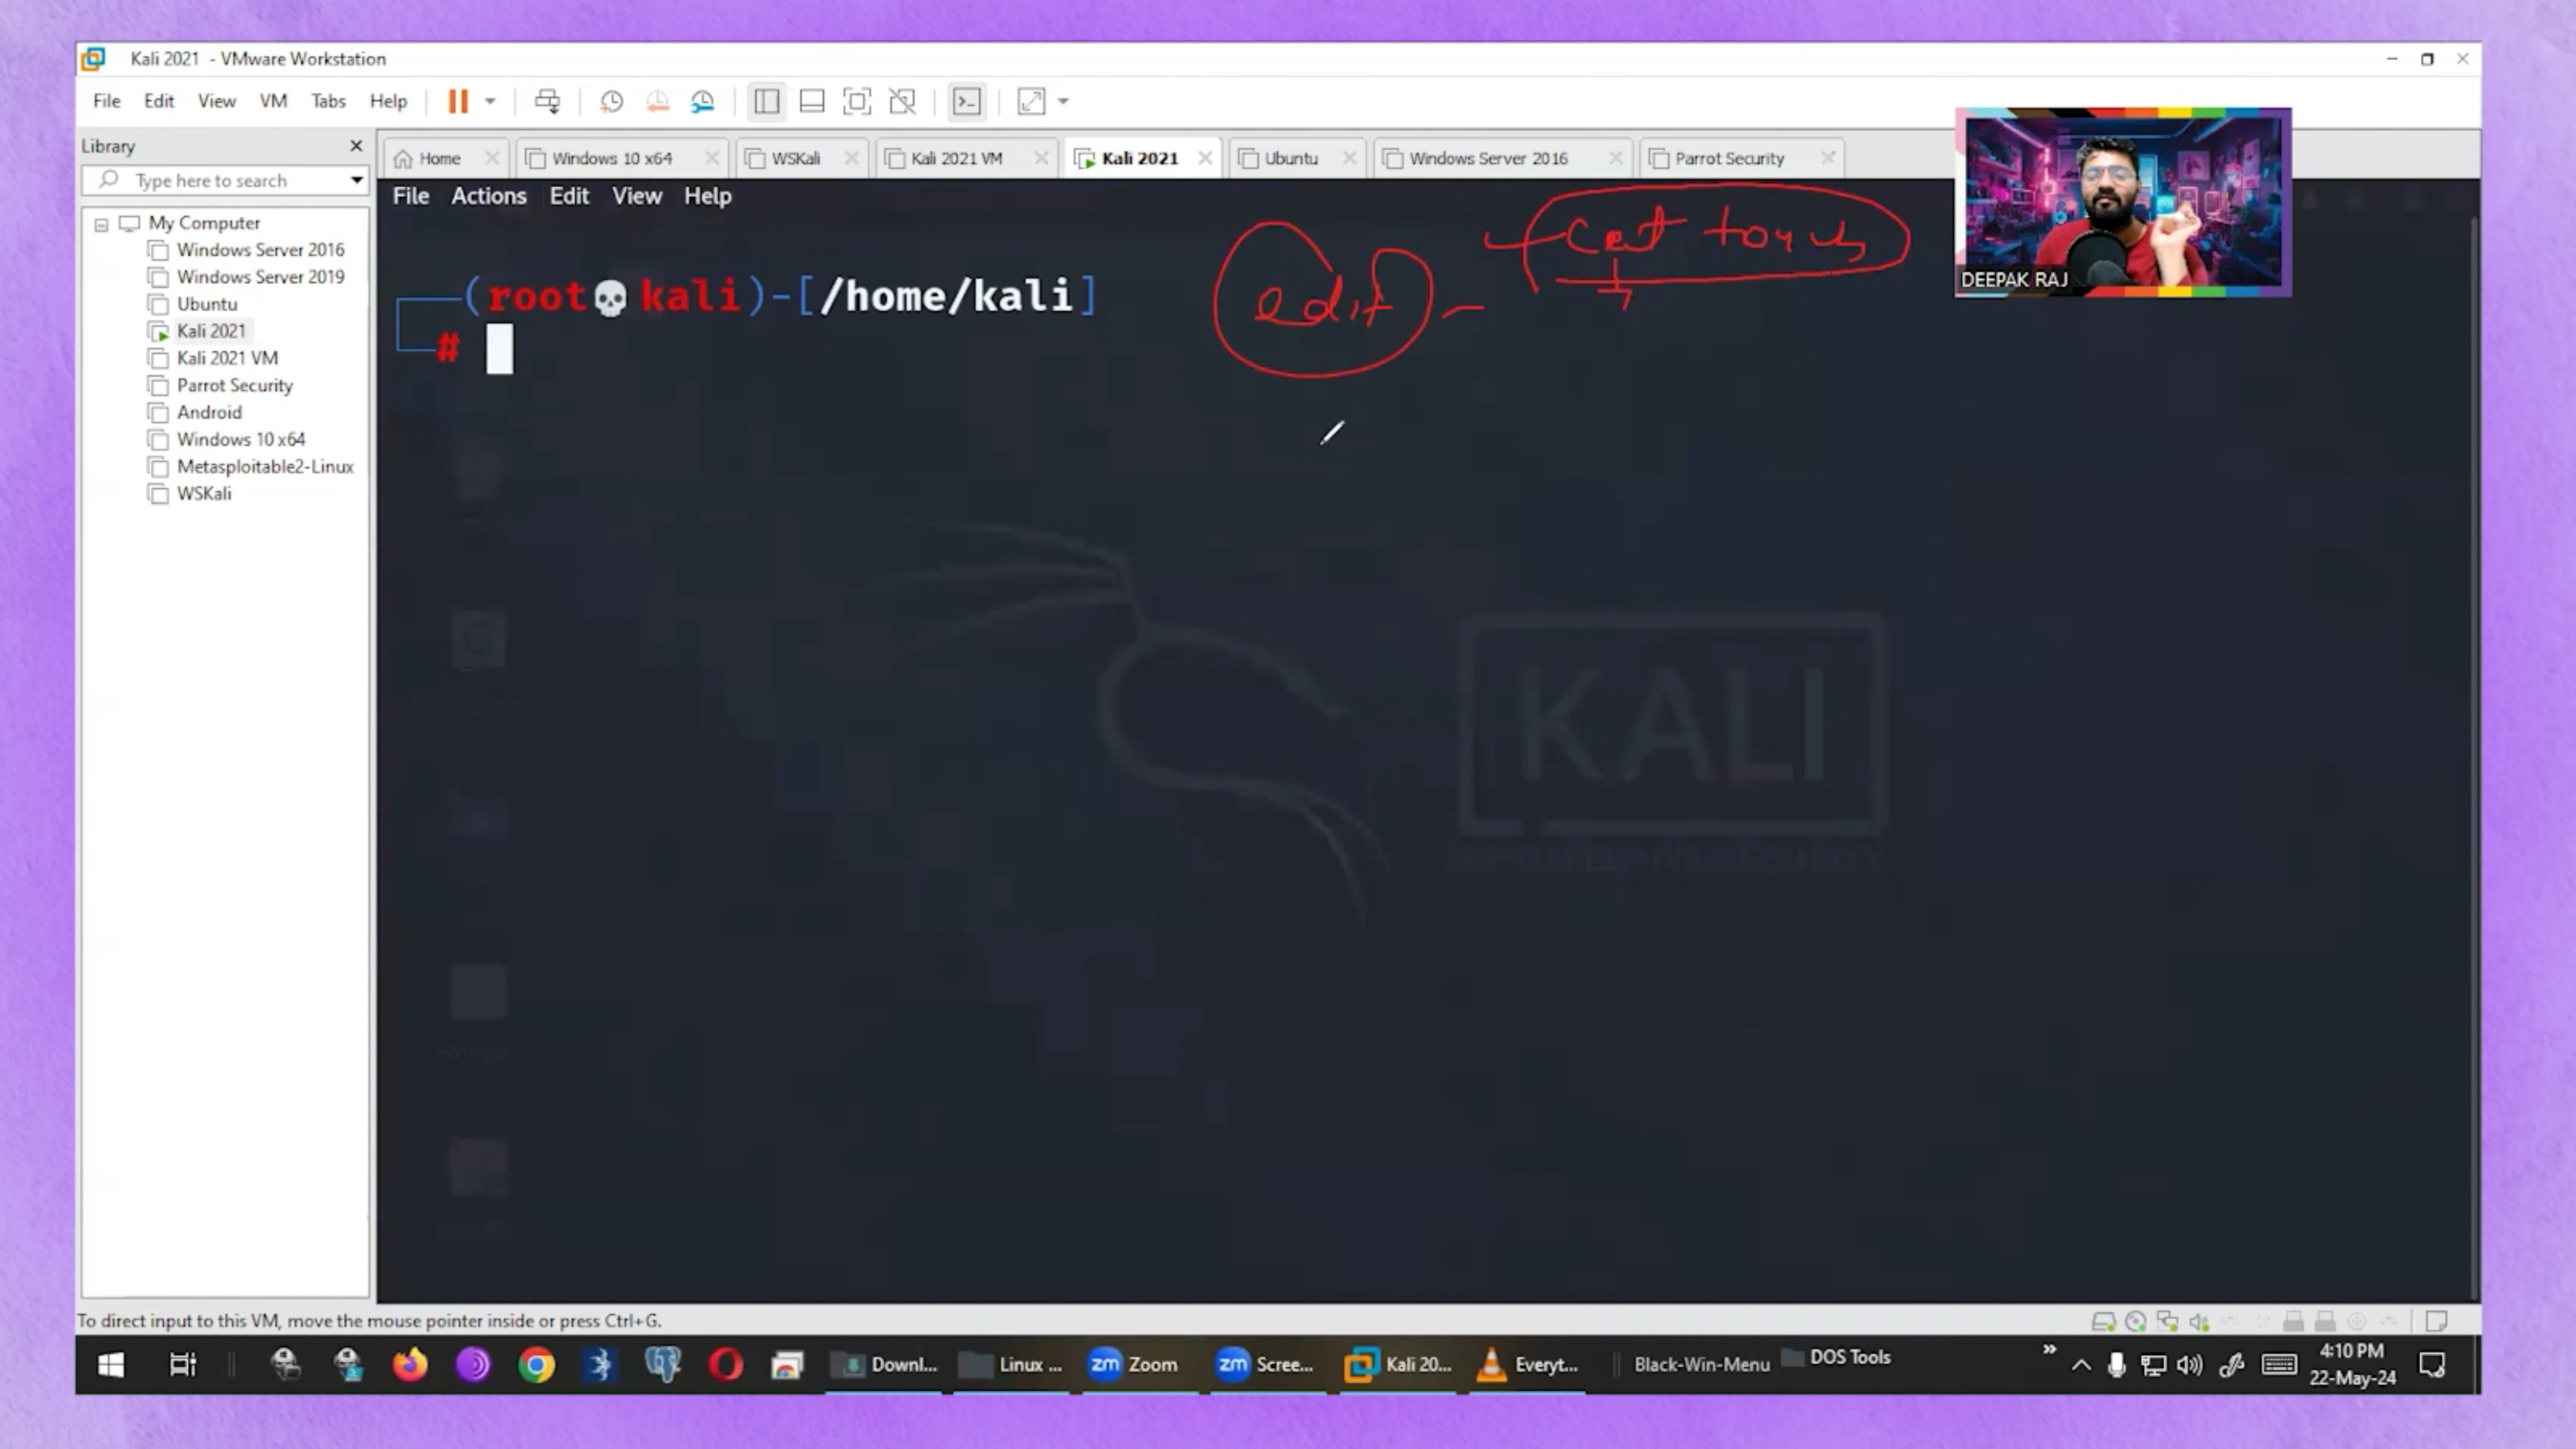 Kali 2021 - VMware Workstation
File Edit View VM Tabs Help
Library
Type here to search
My Computer
Windows Server 2016
Windows Server 2019
Ubuntu
Kali 2021
Kali 2021 VM
Parrot Security
Android
Windows 10 x64
Metasploitable2-Linux
WSKali
Home Windows 10 x64 WSKali Kali 2021 VM Kali 2021 Ubuntu Windows Server 2016 Parrot Security
File Actions Edit View Help
(root💀kali)-[/home/kali]
#
edit
cat touch
DEEPAK RAJ
KALI
To direct input to this VM, move the mouse pointer inside or press Ctrl+G.
Downl... Linux ... zm Zoom zm Scree... Kali 20... Everyt... Black-Win-Menu DOS Tools
4:10 PM
22-May-24